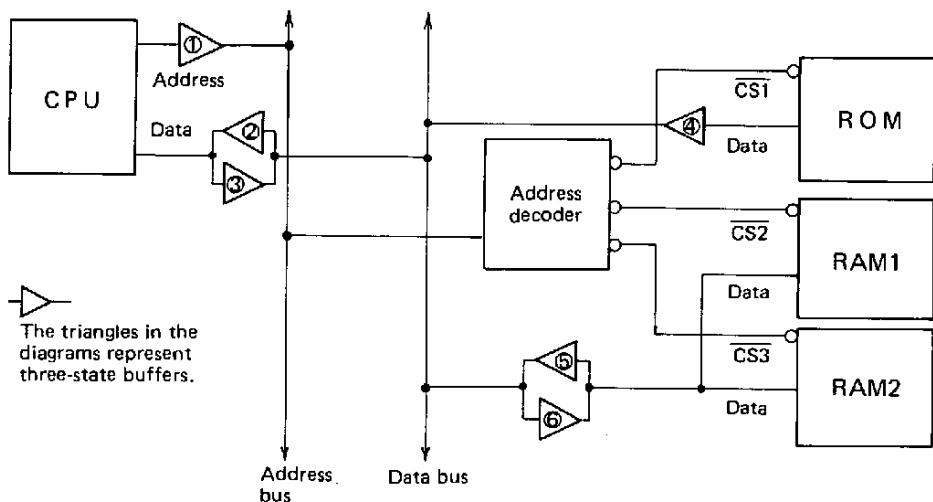 CPU
①
Address
Data
②
③
CS1
④
Data
ROM
Address
decoder
CS2
RAM1
Data
CS3
RAM2
Data
⑤
⑥
The triangles in the
diagrams represent
three-state buffers.
Address
bus
Data bus